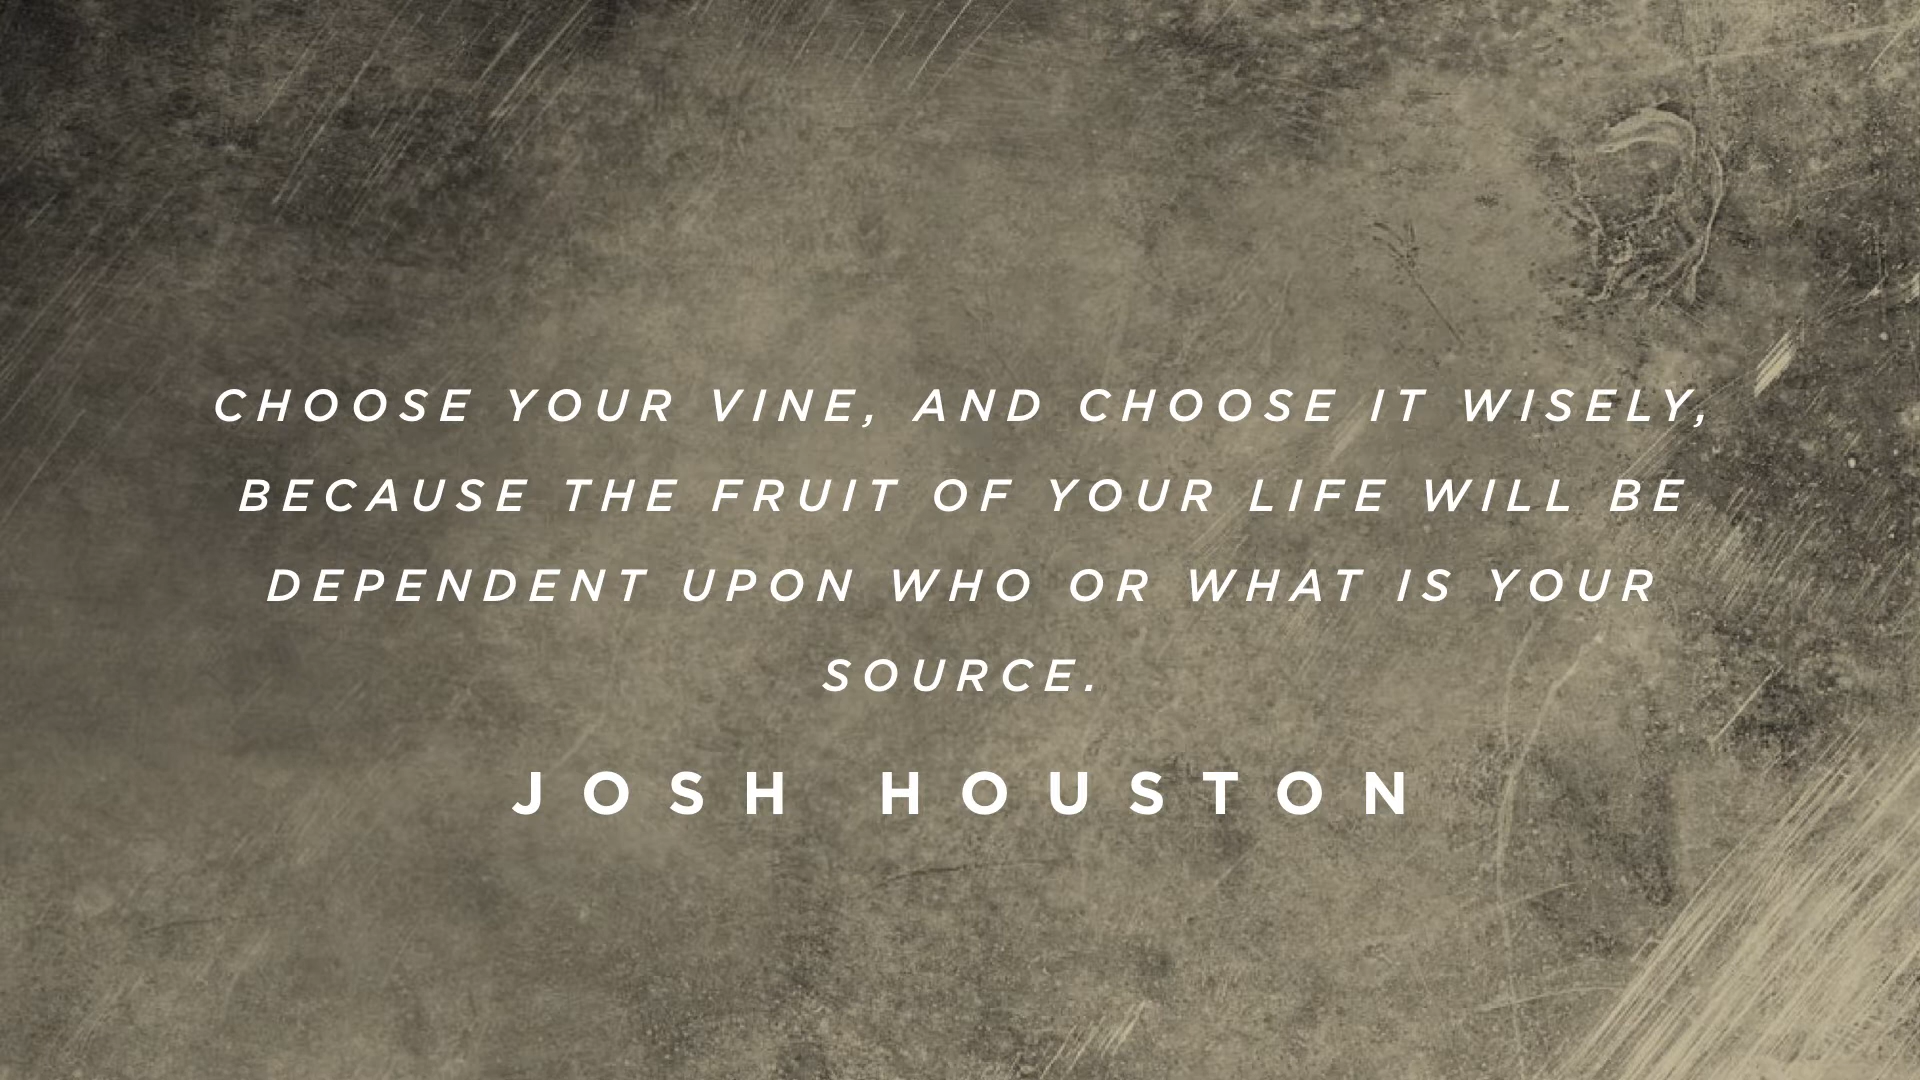 CHOOSE YOUR VINE, AND CHOOSE IT WISELY,
BECAUSE THE FRUIT OF YOUR LIFE WILL BE
DEPENDENT UPON WHO OR WHAT IS YOUR
SOURCE.
JOSH HOUSTON